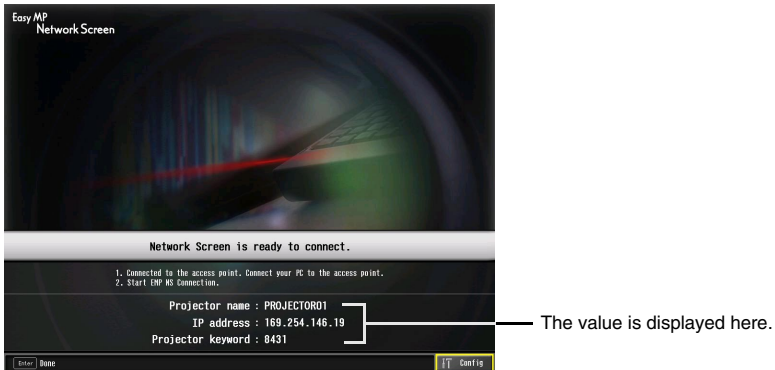 Easy MP
Network Screen
Network Screen is ready to connect.
1. Connected to the access point. Connect your PC to the access point.
2. Start EMP NS Connection.
Projector name : PROJECTOR01
IP address : 169.254.146.19
Projector keyword : 8431
The value is displayed here.
Enter Done
Config